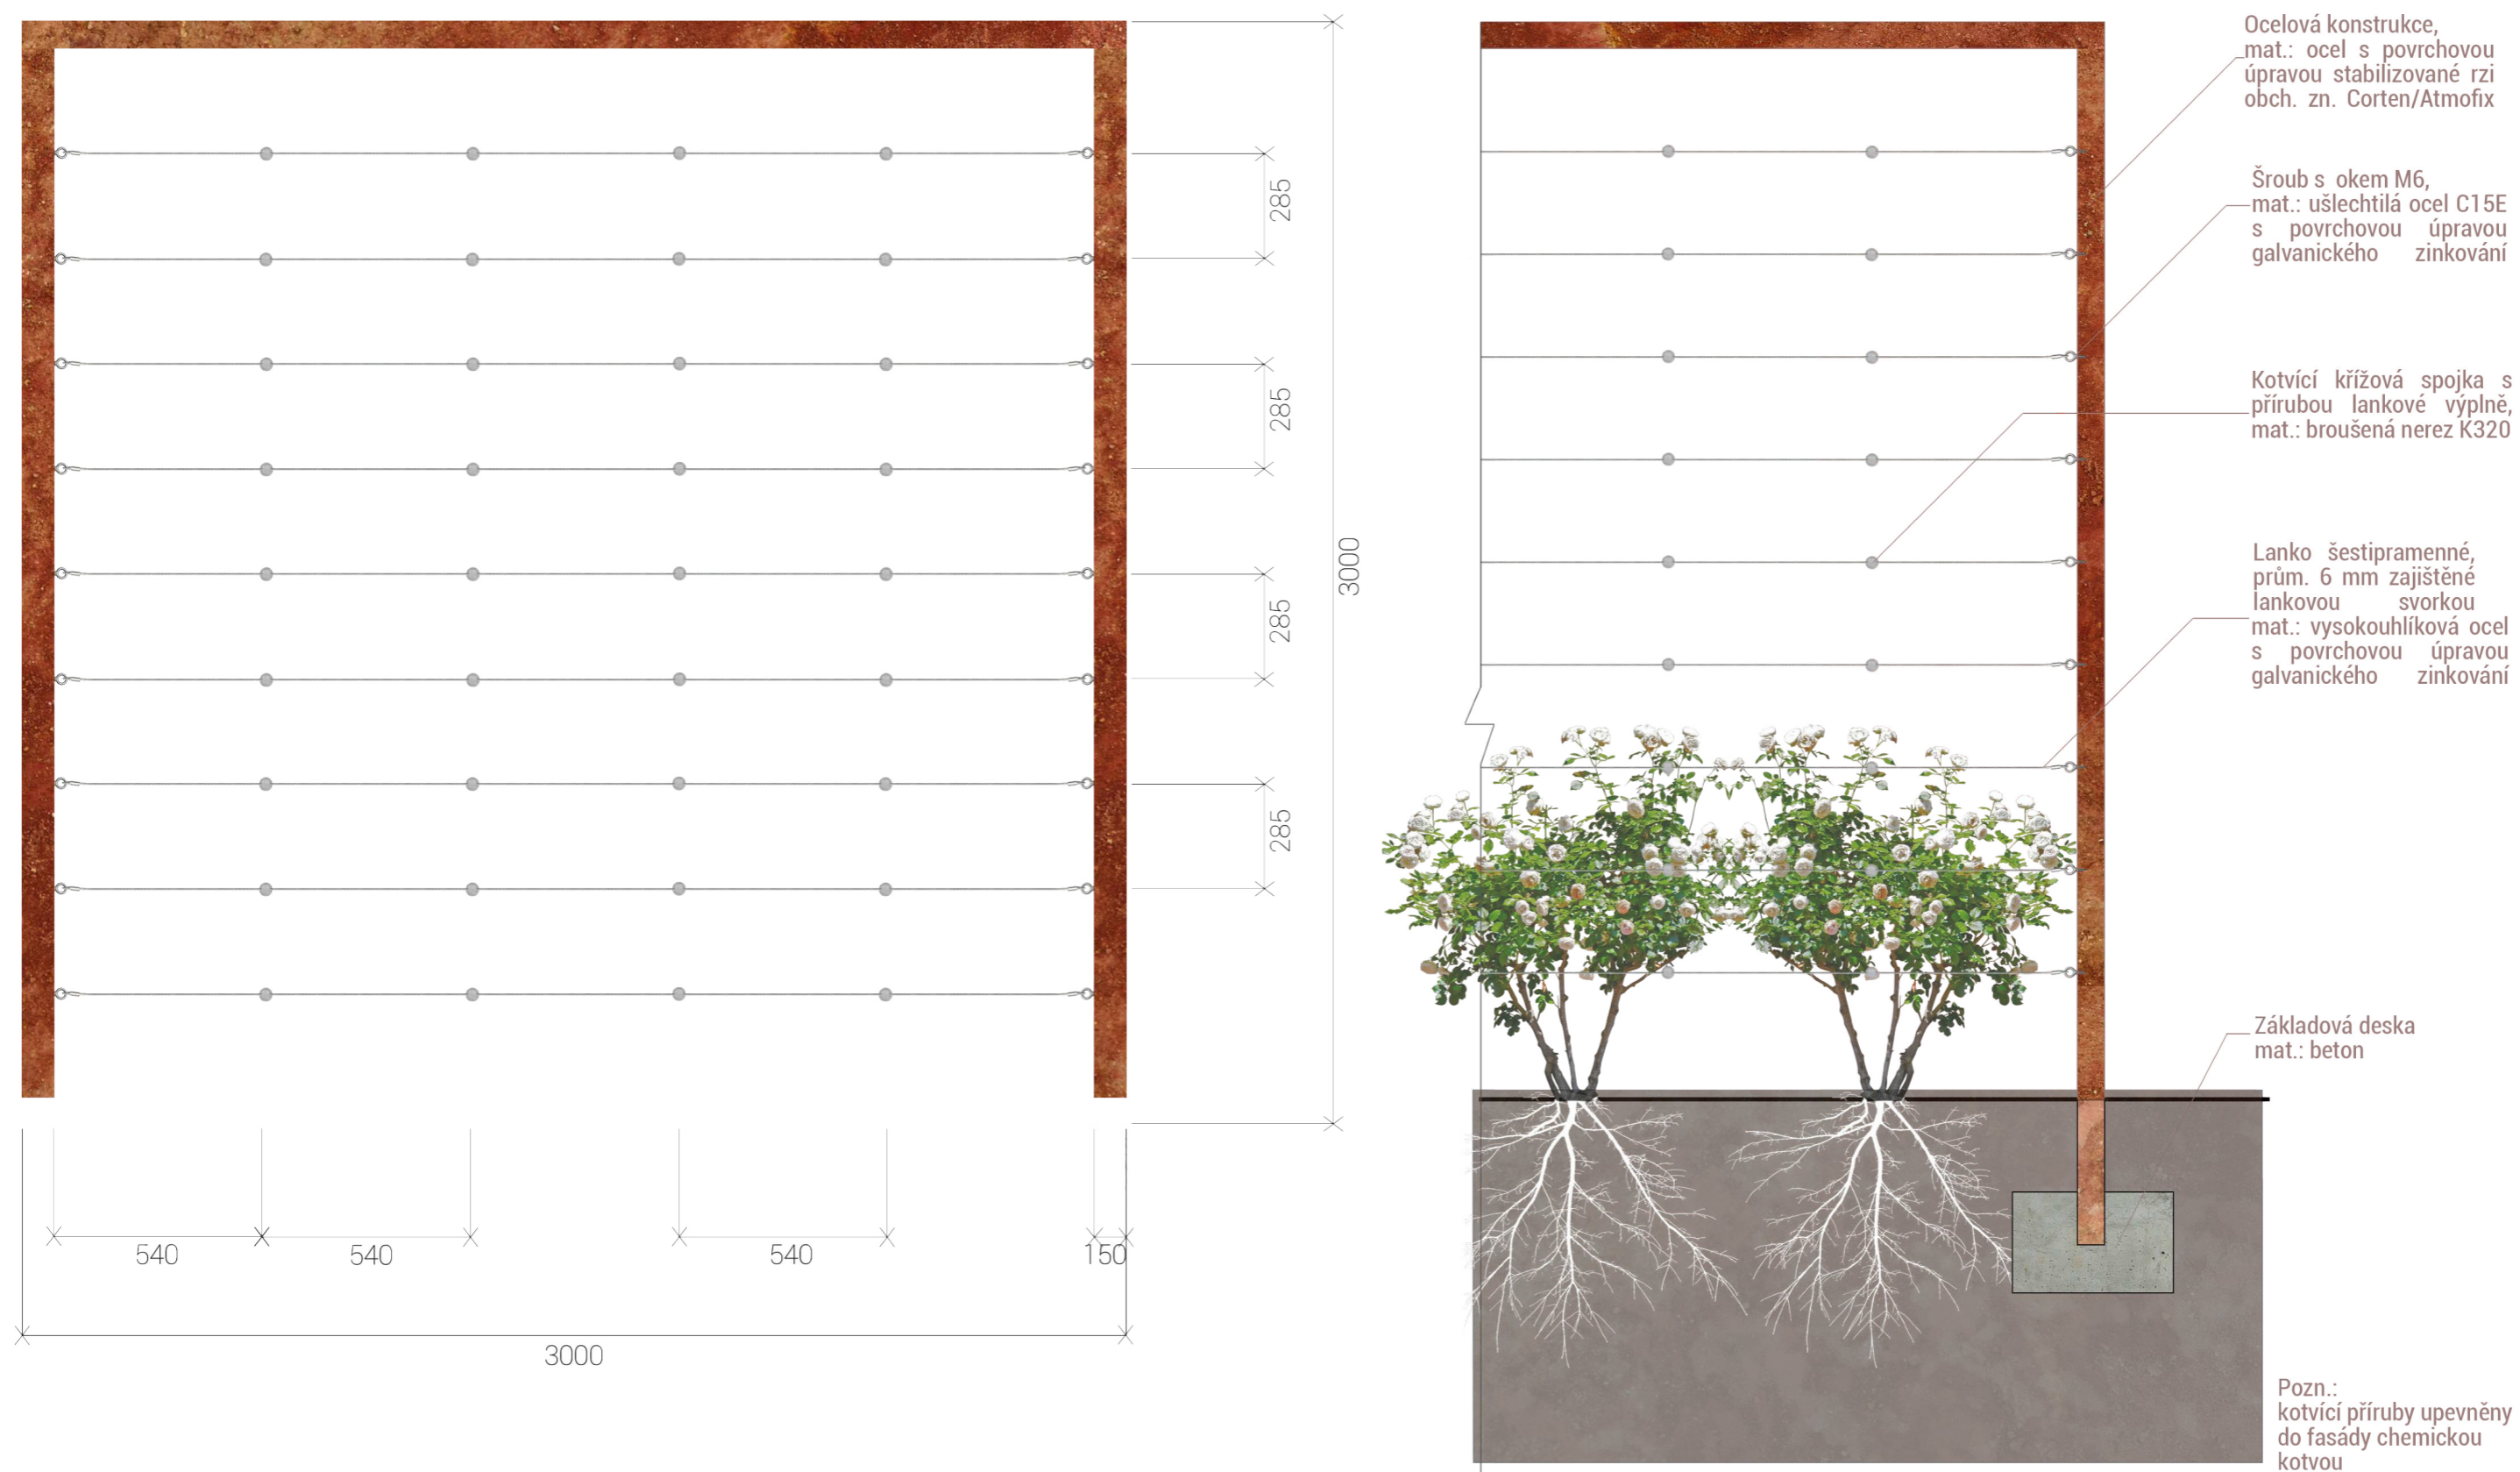 285
285
285
285
3000
540
540
540
150
3000
Ocelová konstrukce,
mat.: ocel s povrchovou
úpravou stabilizované rzi
obch. zn. Corten/Atmofix
Šroub s okem M6,
mat.: ušlechtilá ocel C15E
s povrchovou úpravou
galvanického zinkování
Kotvící křížová spojka s
přírubou lankové výplně,
mat.: broušená nerez K320
Lanko šestipramenné,
prům. 6 mm zajištěné
lankovou svorkou
mat.: vysokouhlíková ocel
s povrchovou úpravou
galvanického zinkování
Základová deska
mat.: beton
Pozn.:
kotvící příruby upevněny
do fasády chemickou
kotvou